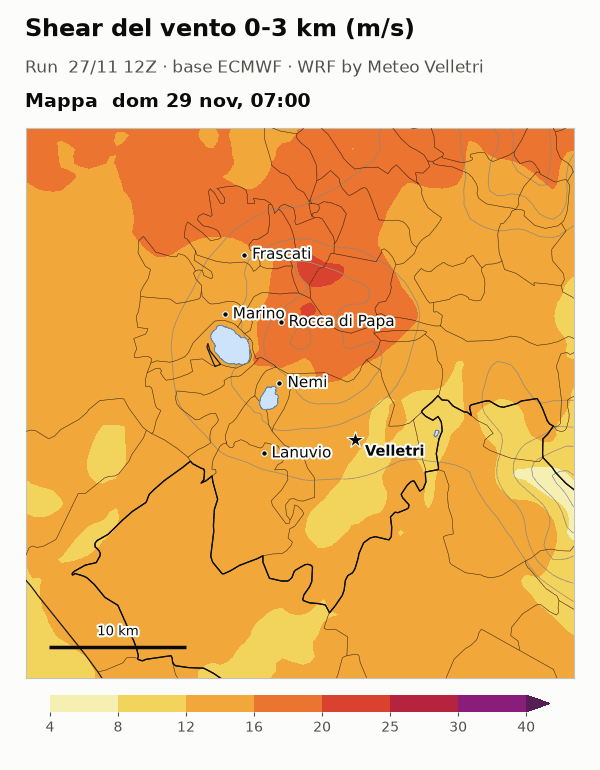 Shear del vento 0-3 km (m/s)
Run  27/11 12Z · base ECMWF · WRF by Meteo Velletri
Mappa  dom 29 nov, 07:00
Frascati
Marino
Rocca di Papa
Nemi
Velletri
Lanuvio
10 km
4 8 12 16 20 25 30 40